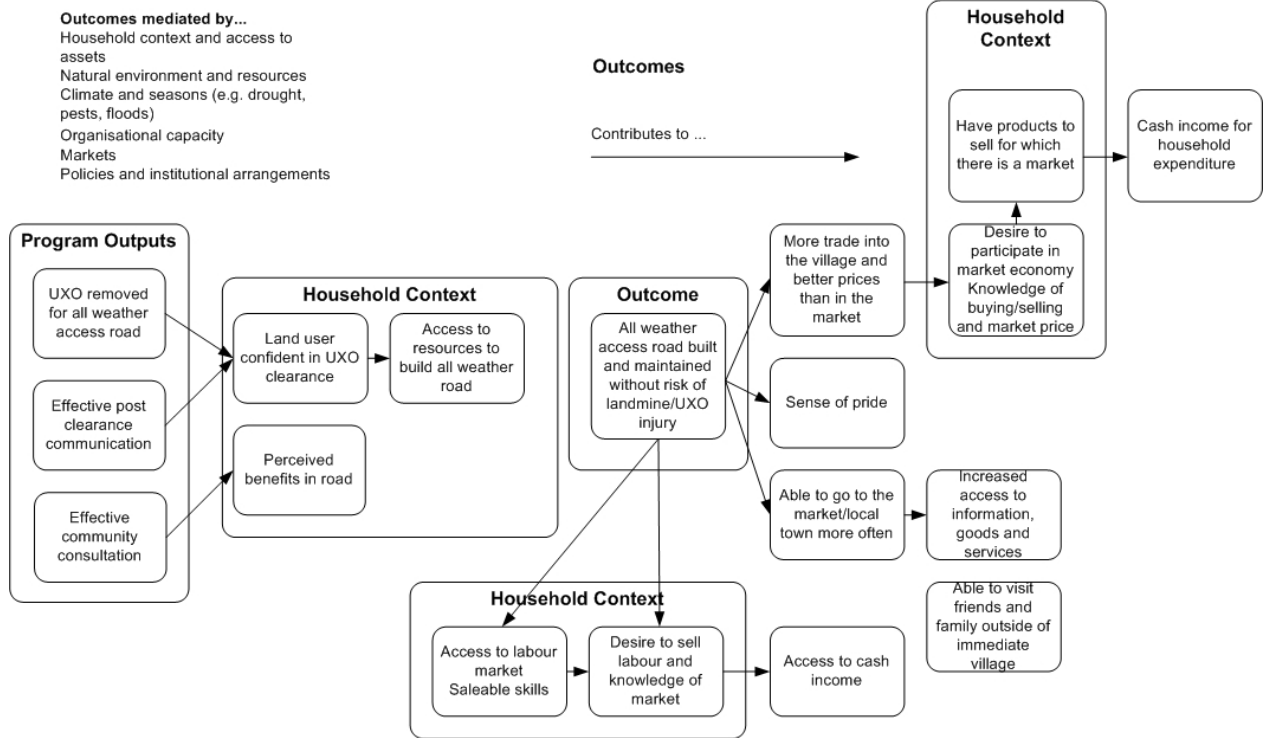 Outcomes mediated by...
Household context and access to
assets
Natural environment and resources
Climate and seasons (e.g. drought,
pests, floods)
Organisational capacity
Markets
Policies and institutional arrangements
Outcomes
Contributes to ...
Household
Context
Have products to
sell for which
there is a market
Cash income for
household
expenditure
Desire to
participate in
market economy
Knowledge of
buying/selling
and market price
More trade into
the village and
better prices
than in the
market
Program Outputs
UXO removed
for all weather
access road
Effective post
clearance
communication
Effective
community
consultation
Household Context
Land user
confident in UXO
clearance
Access to
resources to
build all weather
road
Perceived
benefits in road
Outcome
All weather
access road built
and maintained
without risk of
landmine/UXO
injury
Sense of pride
Able to go to the
market/local
town more often
Increased
access to
information,
goods and
services
Able to visit
friends and
family outside of
immediate
village
Household Context
Access to labour
market
Saleable skills
Desire to sell
labour and
knowledge of
market
Access to cash
income